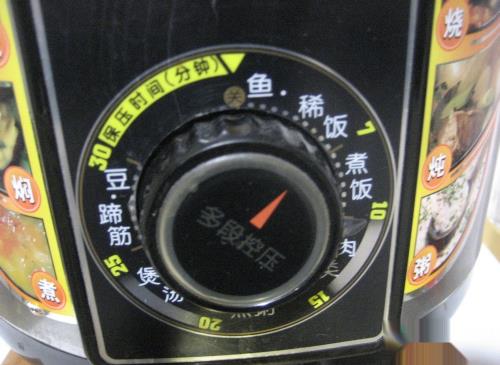 保压时间(分钟)
关
鱼·稀饭
7
煮饭
10
肉
15
20
煲汤
25
豆·蹄筋
30
多段控压
烧
炖
粥
焖
煮